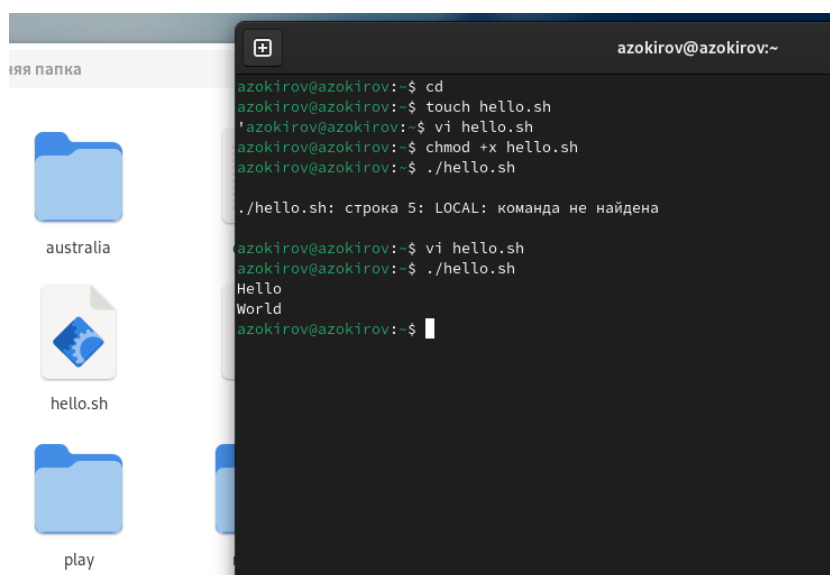 няя папка
australia
hello.sh
play
azokirov@azokirov:~
azokirov@azokirov:~$ cd
azokirov@azokirov:~$ touch hello.sh
'azokirov@azokirov:~$ vi hello.sh
azokirov@azokirov:~$ chmod +x hello.sh
azokirov@azokirov:~$ ./hello.sh
./hello.sh: строка 5: LOCAL: команда не найдена
azokirov@azokirov:~$ vi hello.sh
azokirov@azokirov:~$ ./hello.sh
Hello
World
azokirov@azokirov:~$